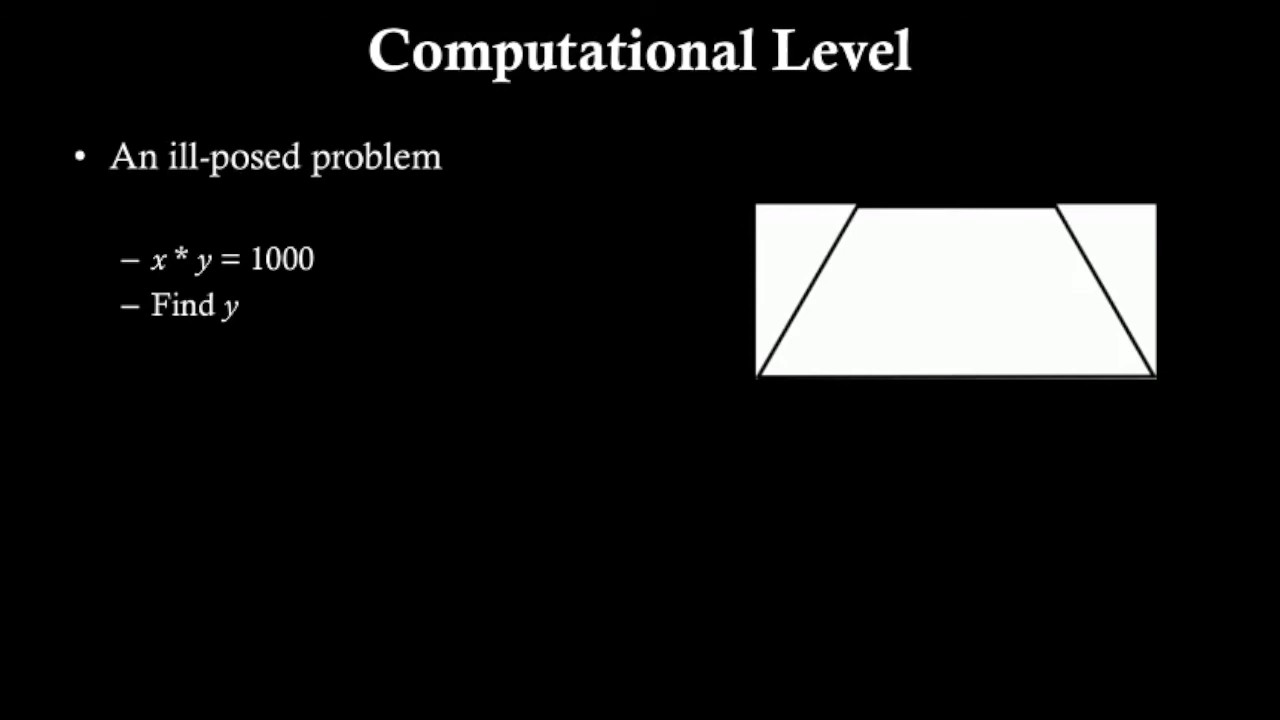 Computational Level
• An ill-posed problem
– x * y = 1000
– Find y